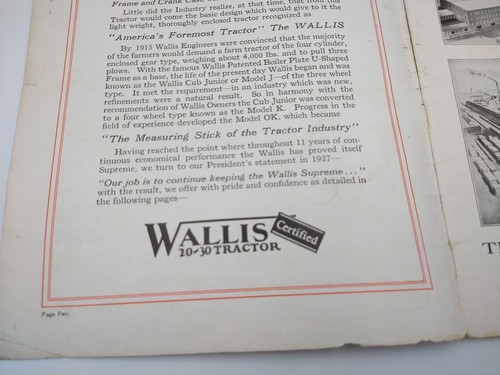 Frame and Crank Case
Little did the Industry realize, at that time, that from this
Tractor would come the basic design which would give to it the
light weight, thoroughly enclosed tractor recognized as
"America's Foremost Tractor" The WALLIS
By 1915 Wallis Engineers were convinced that the majority
of the farmers would demand a farm tractor of the four cylinder,
enclosed gear type, weighing about 4,000 lbs. and to pull three
plows. With the famous Wallis Patented Boiler Plate U-Shaped
Frame as a base, the life of the present day Wallis began and was
known as the Wallis Cub Junior or Model J—of the three wheel
type. It met the requirement—in an industry which was new,
refinements were a natural result. So in harmony with the
recommendation of Wallis Owners the Cub Junior was converted
to a four wheel type known as the Model K. Progress in the
field of experience developed the Model OK, which became
"The Measuring Stick of the Tractor Industry"
Having reached the point where throughout 11 years of con-
tinuous economical performance the Wallis has proved itself
Supreme, we turn to our President's statement in 1927—
"Our job is to continue keeping the Wallis Supreme..."
with the result, we offer with pride and confidence as detailed in
the following pages—
WALLIS Certified
20-30 TRACTOR
Page Two